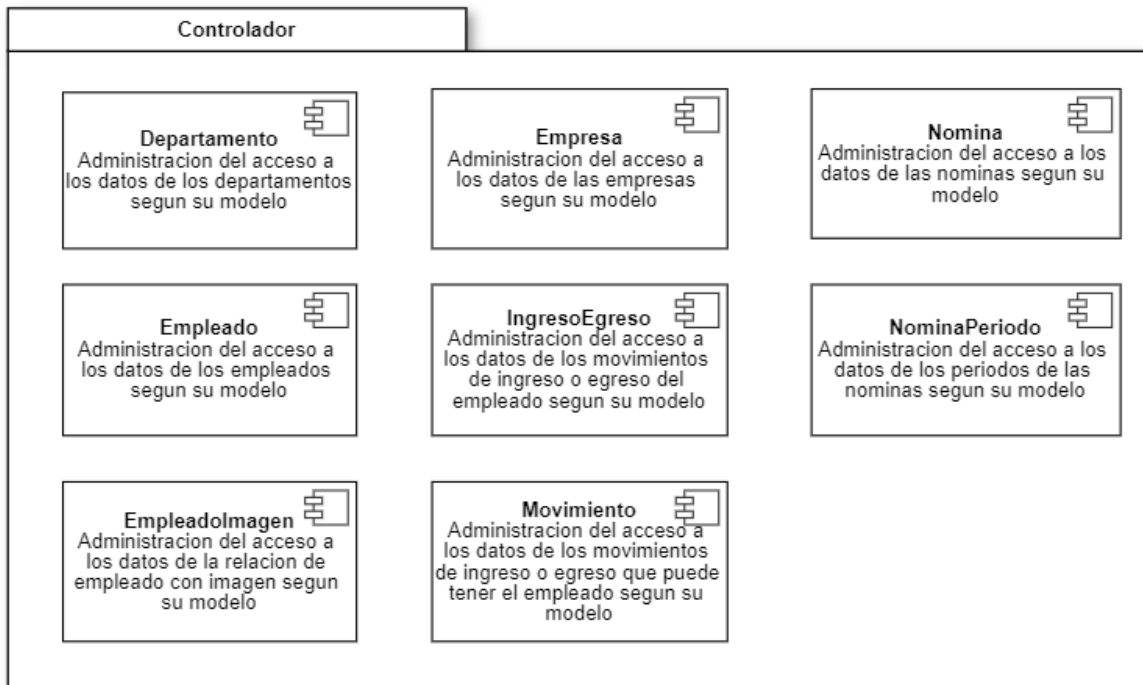 Controlador
Departamento
Administracion del acceso a
los datos de los departamentos
segun su modelo
Empresa
Administracion del acceso a
los datos de las empresas
segun su modelo
Nomina
Administracion del acceso a los
datos de las nominas segun su
modelo
Empleado
Administracion del acceso a
los datos de los empleados
segun su modelo
IngresoEgreso
Administracion del acceso a
los datos de los movimientos
de ingreso o egreso del
empleado segun su modelo
NominaPeriodo
Administracion del acceso a los
datos de los periodos de las
nominas segun su modelo
EmpleadoImagen
Administracion del acceso a
los datos de la relacion de
empleado con imagen segun
su modelo
Movimiento
Administracion del acceso a
los datos de los movimientos
de ingreso o egreso que puede
tener el empleado segun su
modelo